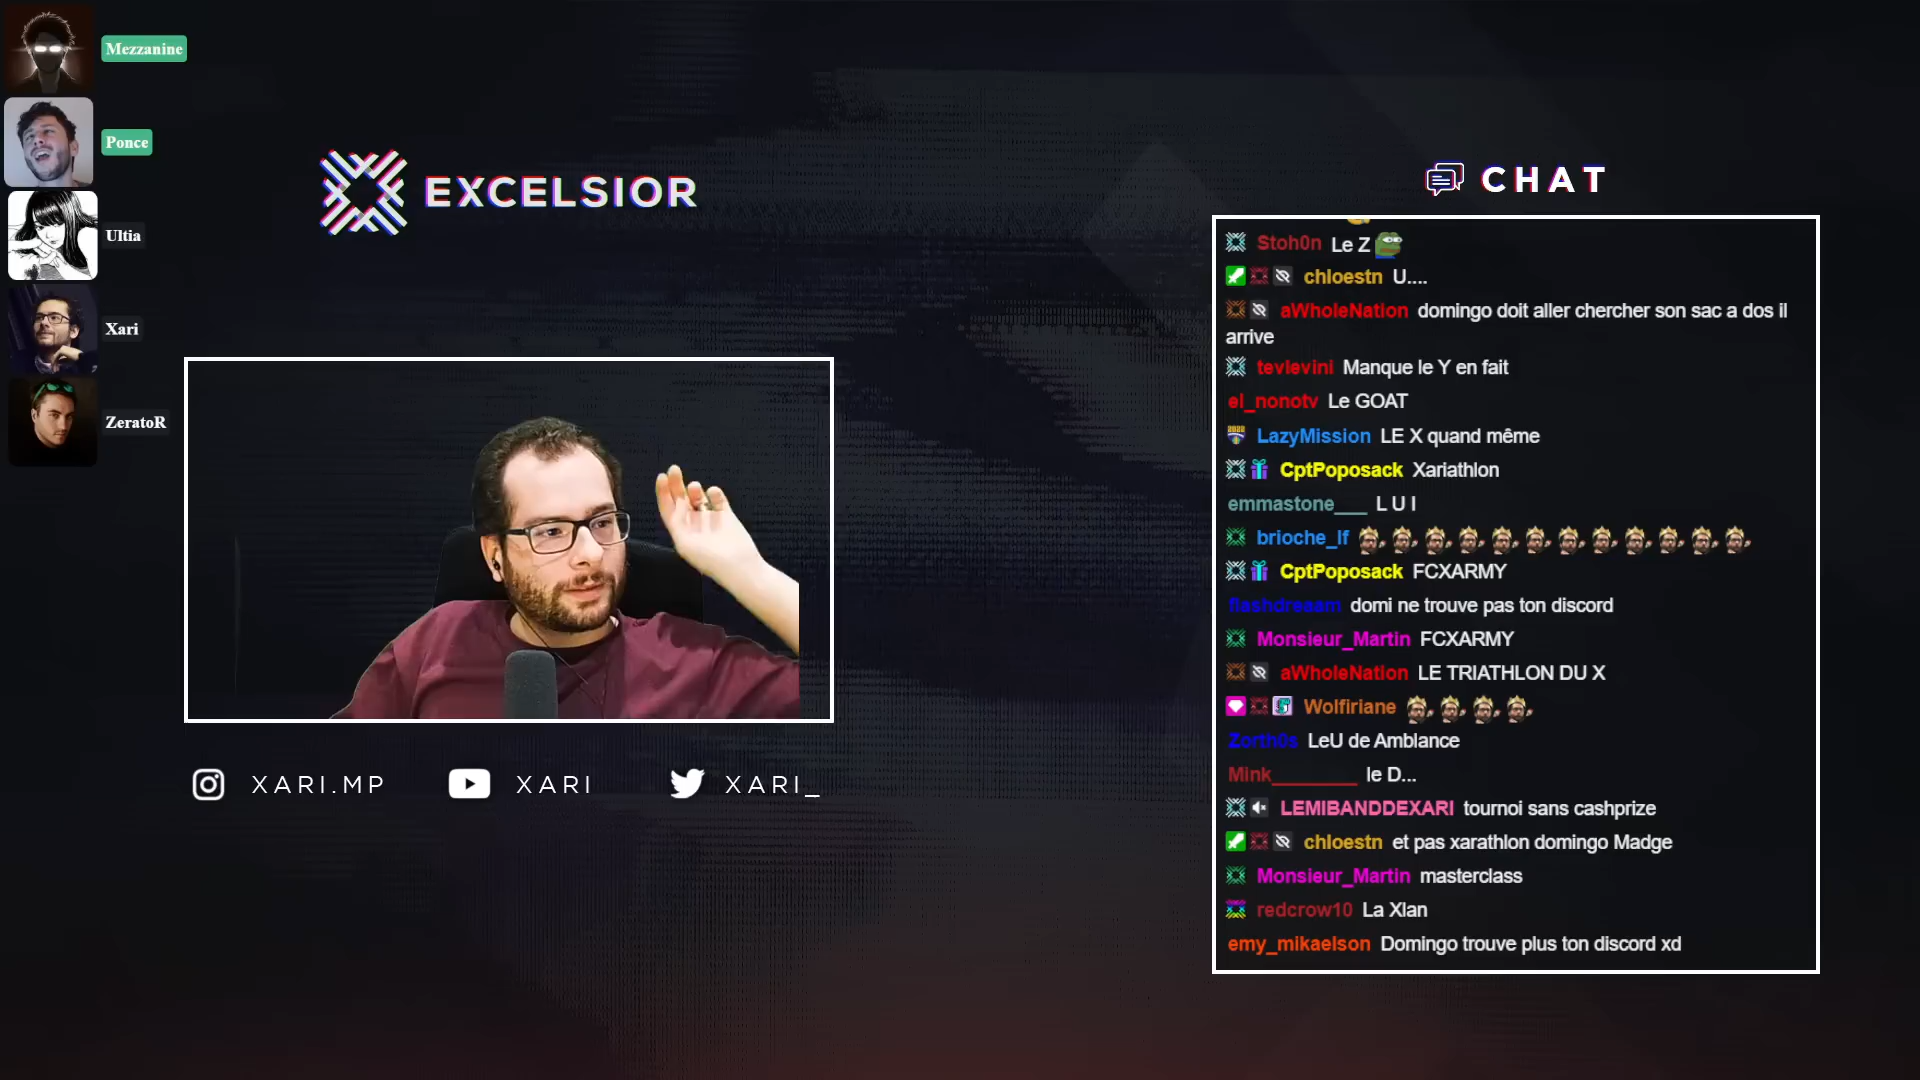 Mezzanine
Ponce
Ultia
Xari
ZeratoR
EXCELSIOR
XARI.MP
XARI
XARI_
CHAT
Stoh0n Le Z
chloestn U....
aWholeNation domingo doit aller chercher son sac a dos il
arrive
tevlevini Manque le Y en fait
el_nonotv Le GOAT
LazyMission LE X quand même
CptPoposack Xariathlon
emmastone___ L U I
brioche_lf
CptPoposack FCXARMY
flashdreaam domi ne trouve pas ton discord
Monsieur_Martin FCXARMY
aWholeNation LE TRIATHLON DU X
Wolfiriane
Zorth0s LeU de Amblance
Mink________ le D...
LEMIBANDDEXARI tournoi sans cashprize
chloestn et pas xarathlon domingo Madge
Monsieur_Martin masterclass
redcrow10 La Xlan
emy_mikaelson Domingo trouve plus ton discord xd